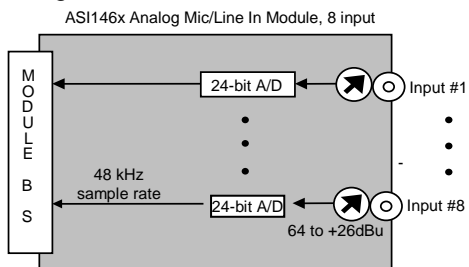 ASI146x Analog Mic/Line In Module, 8 input
MODULE B S
24-bit A/D
Input #1
48 kHz
sample rate
24-bit A/D
-
Input #8
64 to +26dBu